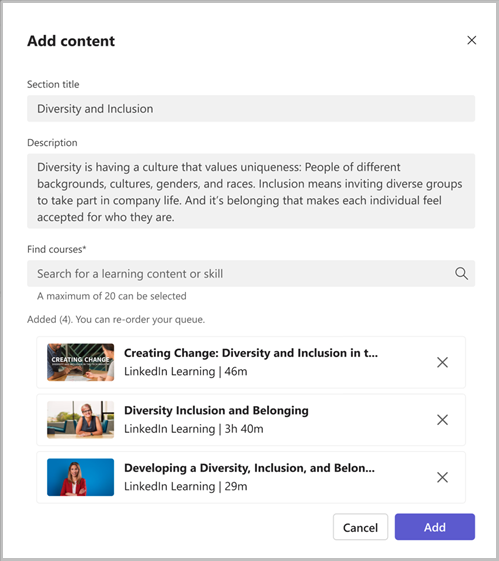 Add content
Section title
Diversity and Inclusion
Description
Diversity is having a culture that values uniqueness: People of different
backgrounds, cultures, genders, and races. Inclusion means inviting diverse groups
to take part in company life. And it's belonging that makes each individual feel
accepted for who they are.
Find courses*
Search for a learning content or skill
A maximum of 20 can be selected
Added (4). You can re-order your queue.
CREATING CHANGE:
Creating Change: Diversity and Inclusion in t...
LinkedIn Learning | 46m
Diversity Inclusion and Belonging
LinkedIn Learning | 3h 40m
Developing a Diversity, Inclusion, and Belon...
LinkedIn Learning | 29m
Cancel
Add